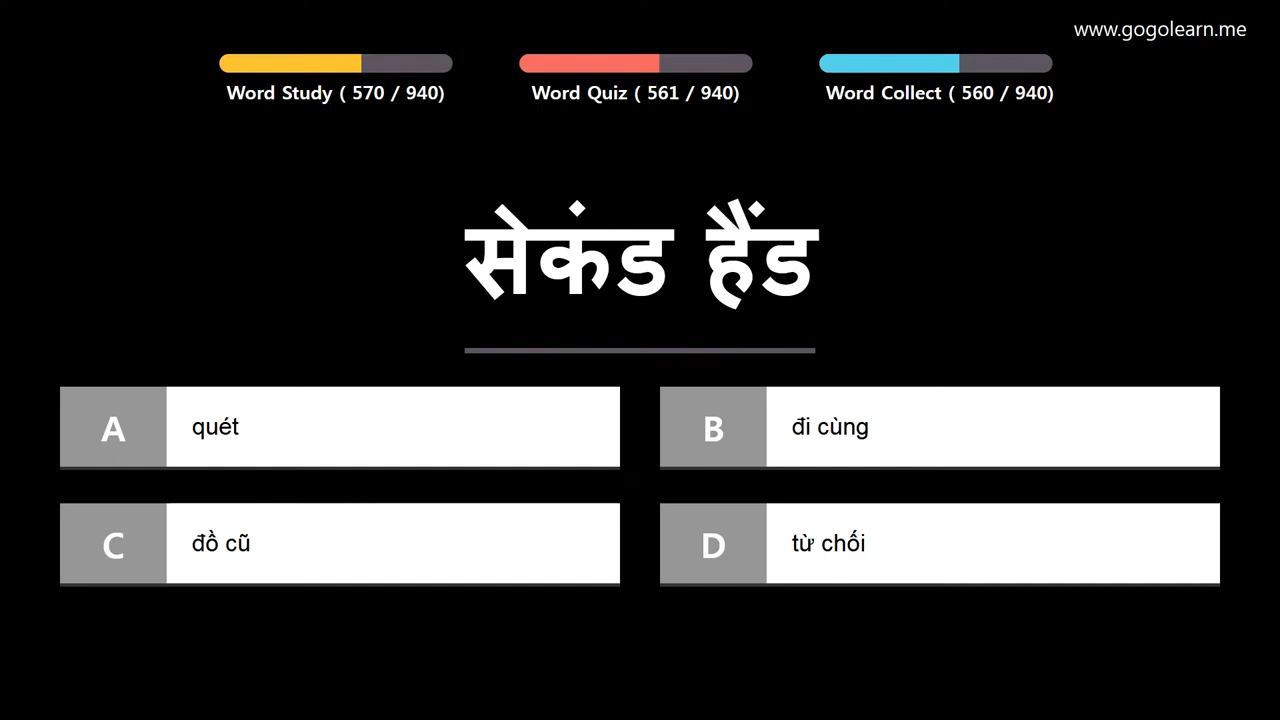 www.gogolearn.me
Word Study ( 570 / 940)
Word Quiz ( 561 / 940)
Word Collect ( 560 / 940)
सेकंड हैंड
A quét
B đi cùng
C đồ cũ
D từ chối